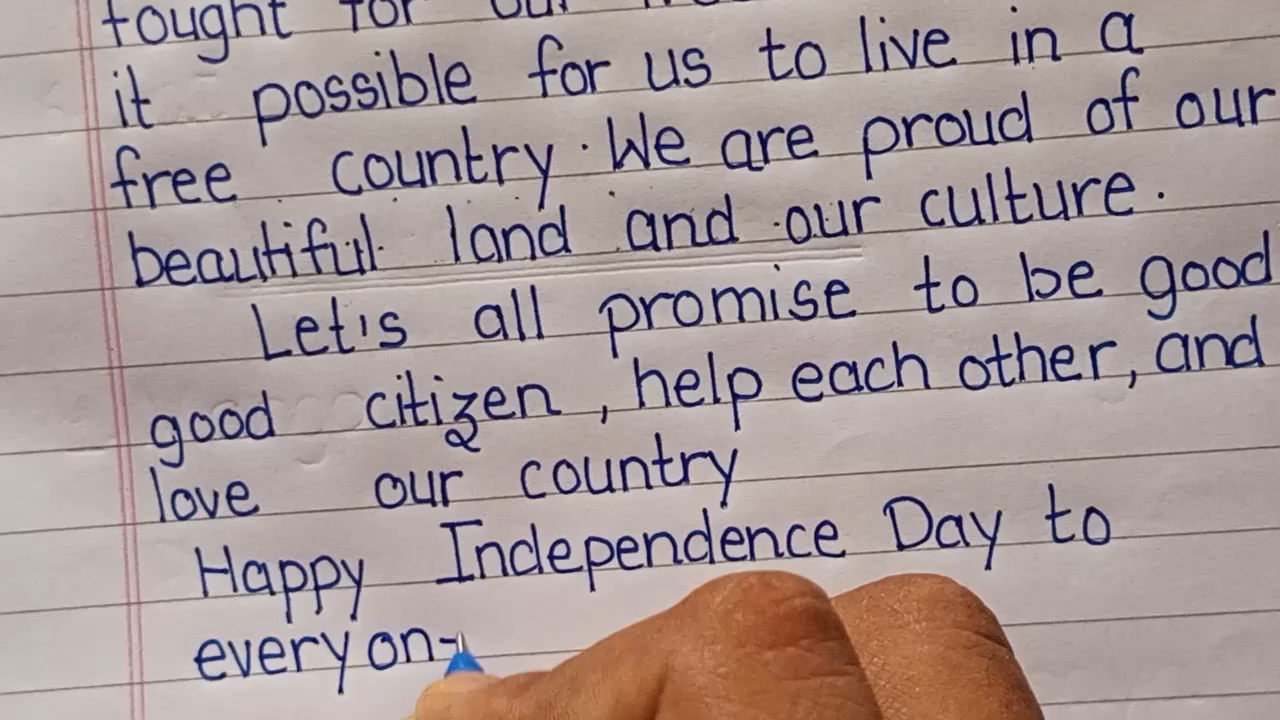 fought for our
it possible for us to live in a
free country. We are proud of our
beautiful land and our culture.
Let's all promise to be good
good citizen, help each other, and
love our country
Happy Independence Day to
everyon